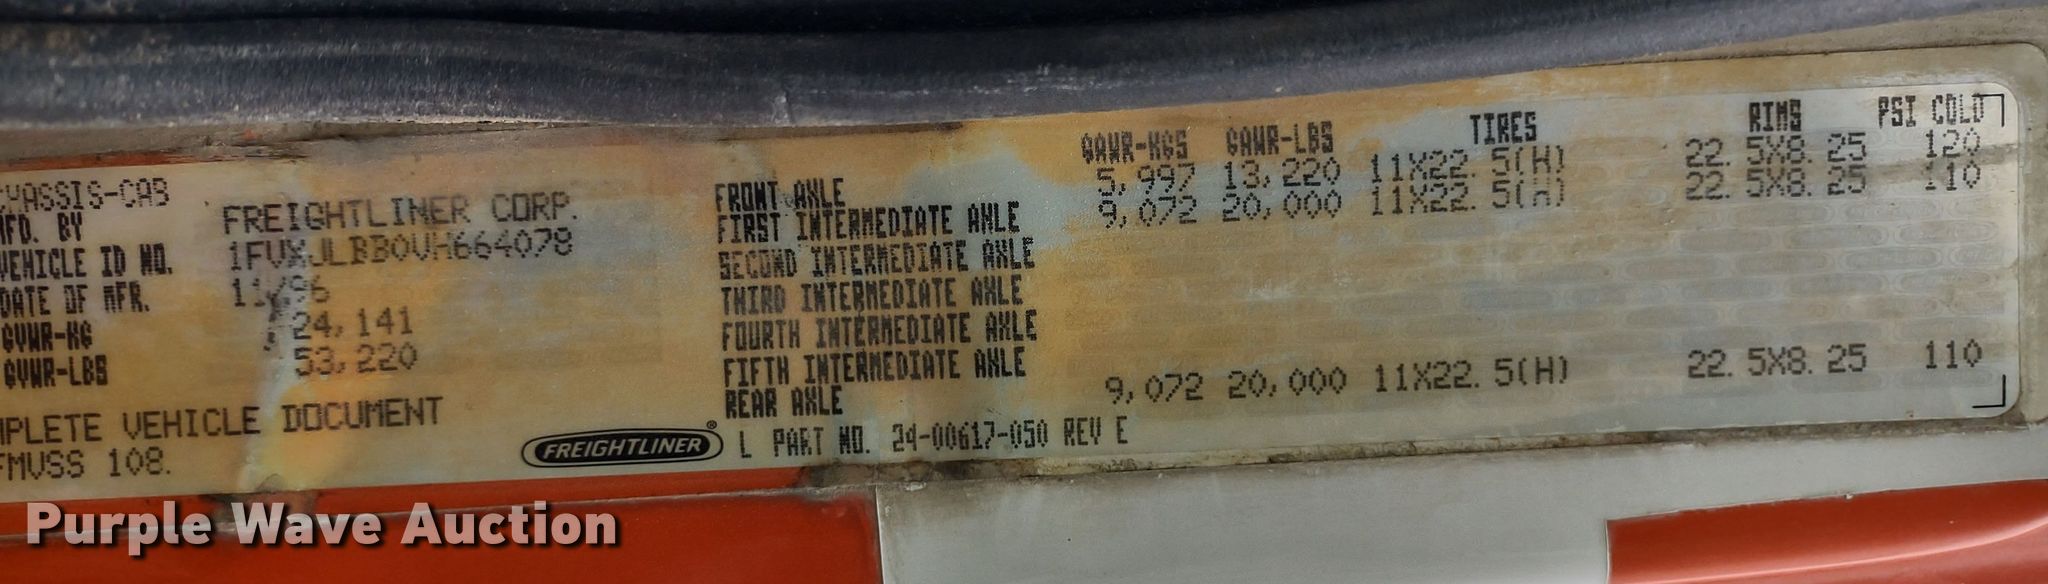 CHASSIS-CAB
MFD. BY FREIGHTLINER CORP.
VEHICLE ID NO. 1FVXJLBB0VH664078
DATE OF MFR. 11/96
GVWR-KG 24,141
GVWR-LBS 53,220
MPLETE VEHICLE DOCUMENT
FMVSS 108.
GAWR-KGS GAWR-LBS TIRES RIMS PSI COLD
FRONT AXLE 5,997 13,220 11X22.5(H) 22.5X8.25 120
FIRST INTERMEDIATE AXLE 9,072 20,000 11X22.5(H) 22.5X8.25 110
SECOND INTERMEDIATE AXLE
THIRD INTERMEDIATE AXLE
FOURTH INTERMEDIATE AXLE
FIFTH INTERMEDIATE AXLE
REAR AXLE 9,072 20,000 11X22.5(H) 22.5X8.25 110
FREIGHTLINER® L PART NO. 24-00617-050 REV E
Purple Wave Auction